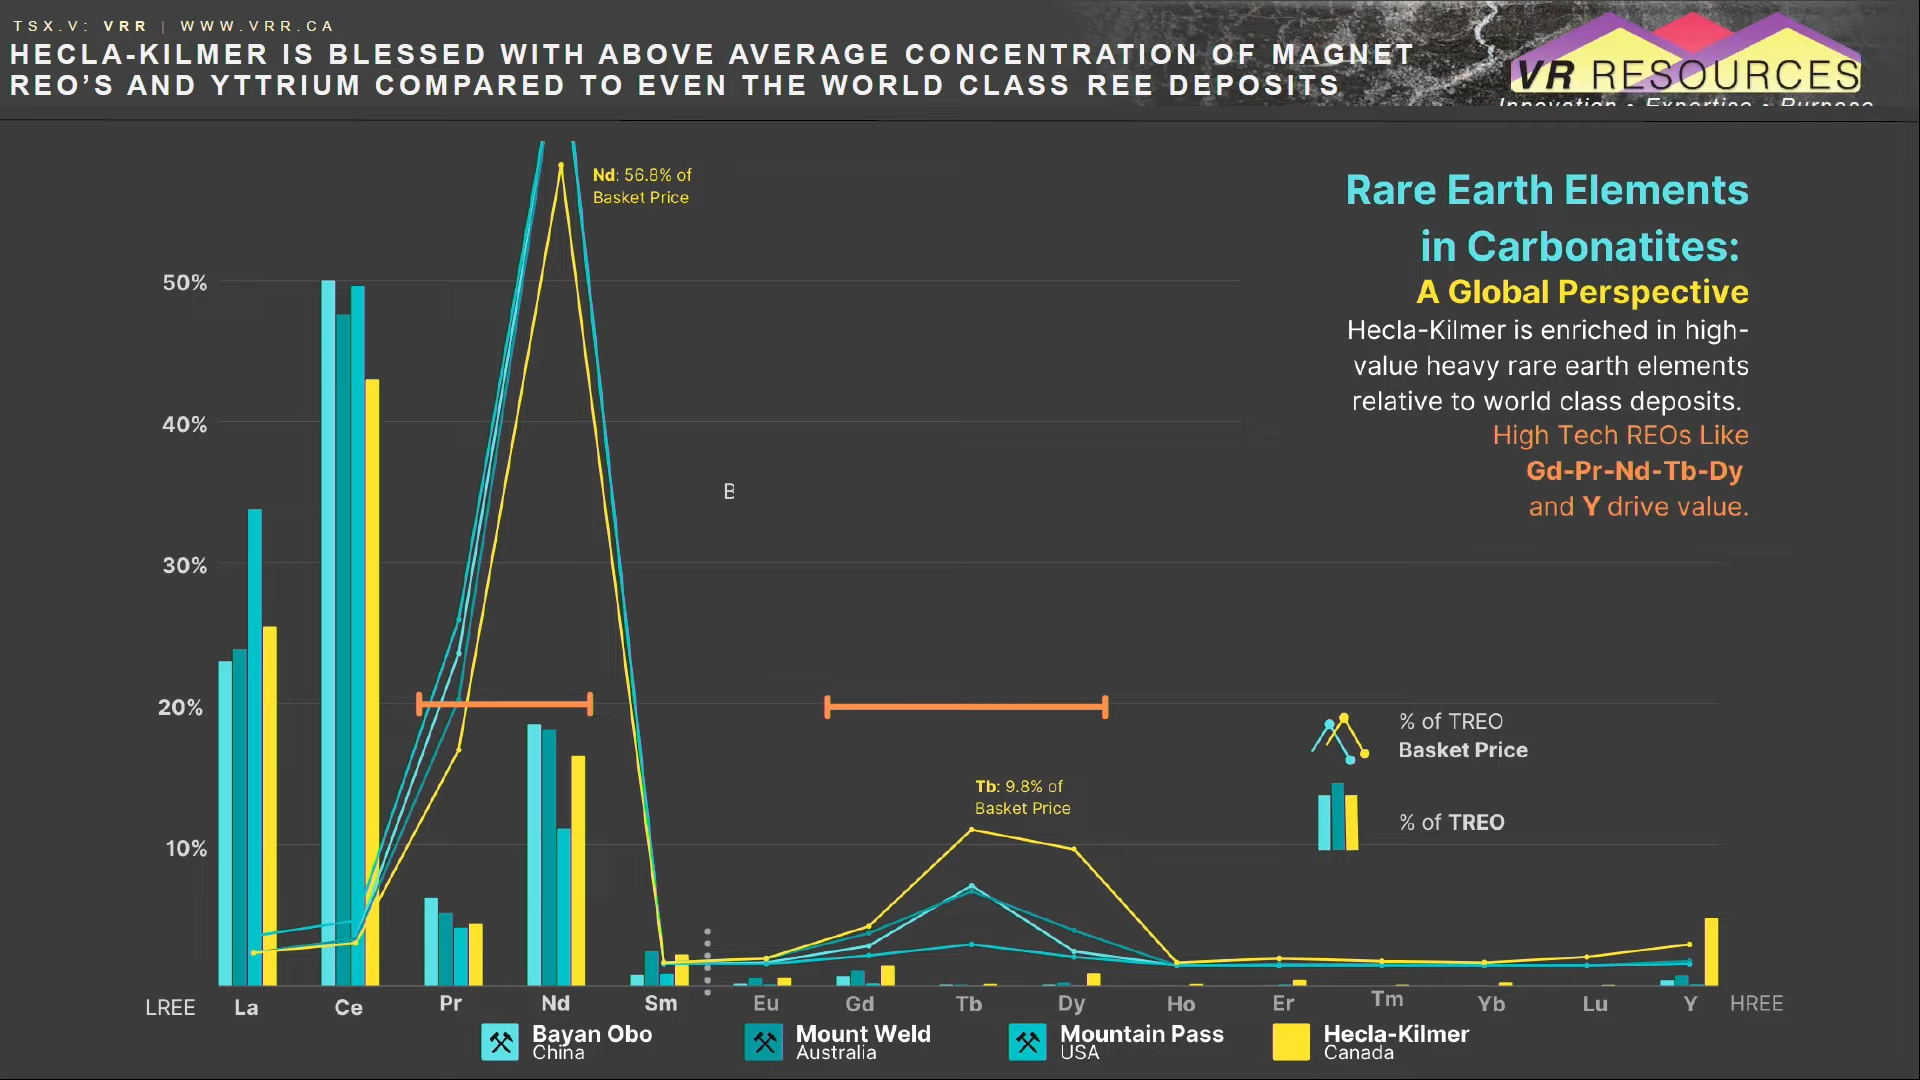 TSX.V: VRR | WWW.VRR.CA
HECLA-KILMER IS BLESSED WITH ABOVE AVERAGE CONCENTRATION OF MAGNET
REO'S AND YTTRIUM COMPARED TO EVEN THE WORLD CLASS REE DEPOSITS
VR RESOURCES
Innovation • Expertise • Purpose
Nd: 56.8% of
Basket Price
Rare Earth Elements
in Carbonatites:
A Global Perspective
Hecla-Kilmer is enriched in high-
value heavy rare earth elements
relative to world class deposits.
High Tech REOs Like
Gd-Pr-Nd-Tb-Dy
and Y drive value.
50%
40%
30%
20%
10%
B
Tb: 9.8% of
Basket Price
% of TREO
Basket Price
% of TREO
LREE La Ce Pr Nd Sm Eu Gd Tb Dy Ho Er Tm Yb Lu Y HREE
Bayan Obo
China
Mount Weld
Australia
Mountain Pass
USA
Hecla-Kilmer
Canada